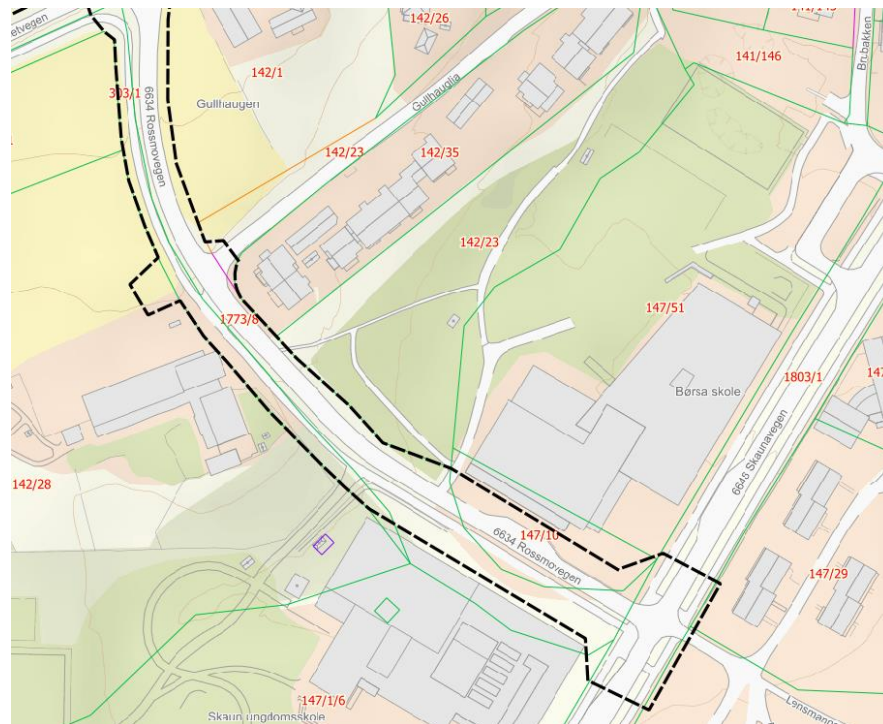 142/26
142/1
303/1
6634 Rossmovegen
Gullhaugen
Gullhauglia
141/146
142/23
142/35
142/23
1773/8
147/51
Børsa skole
1803/1
6648 Skaunavegen
142/28
147/10
6634 Rossmovegen
147/29
147/1/6
Skaun ungdomsskole